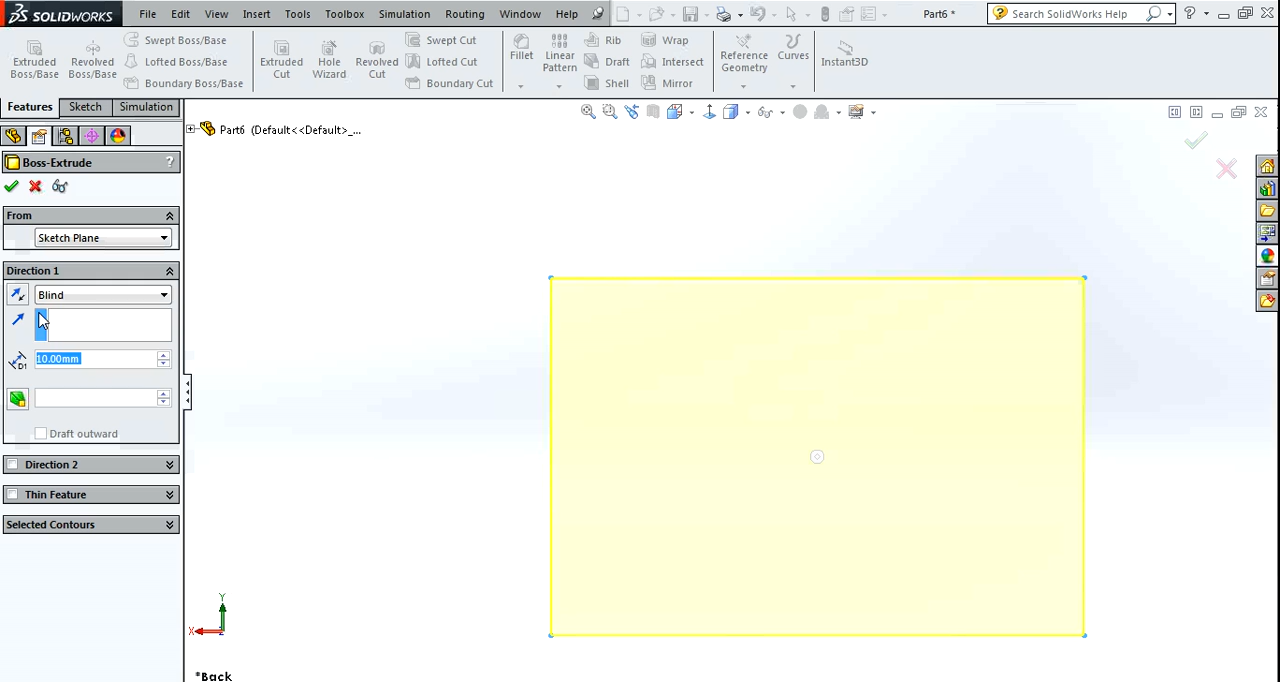 SOLIDWORKS File Edit View Insert Tools Toolbox Simulation Routing Window Help Part6 * Search SolidWorks Help
Extruded Boss/Base
Revolved Boss/Base
Swept Boss/Base
Lofted Boss/Base
Boundary Boss/Base
Extruded Cut
Hole Wizard
Revolved Cut
Swept Cut
Lofted Cut
Boundary Cut
Fillet
Linear Pattern
Rib
Draft
Shell
Wrap
Intersect
Mirror
Reference Geometry
Curves
Instant3D
Features Sketch Simulation
Part6 (Default<<Default>_...
Boss-Extrude ?
From
Sketch Plane
Direction 1
Blind
D1 10.00mm
Draft outward
Direction 2
Thin Feature
Selected Contours
Y
X
*Back